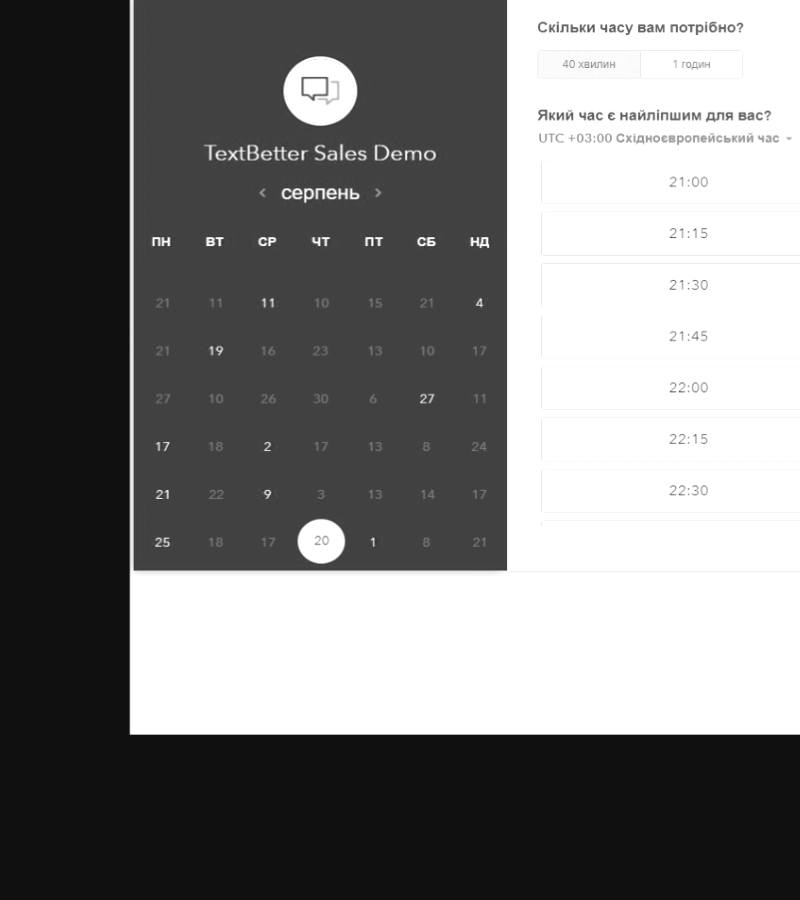 TextBetter Sales Demo
‹ серпень ›
ПН ВТ СР ЧТ ПТ СБ НД
21 11 11 10 15 21 4
21 19 16 23 13 10 17
27 10 26 30 6 27 11
17 18 2 17 13 8 24
21 22 9 3 13 14 17
25 18 17 20 1 8 21
Скільки часу вам потрібно?
40 хвилин 1 годин
Який час є найліпшим для вас?
UTC +03:00 Східноєвропейський час
21:00
21:15
21:30
21:45
22:00
22:15
22:30